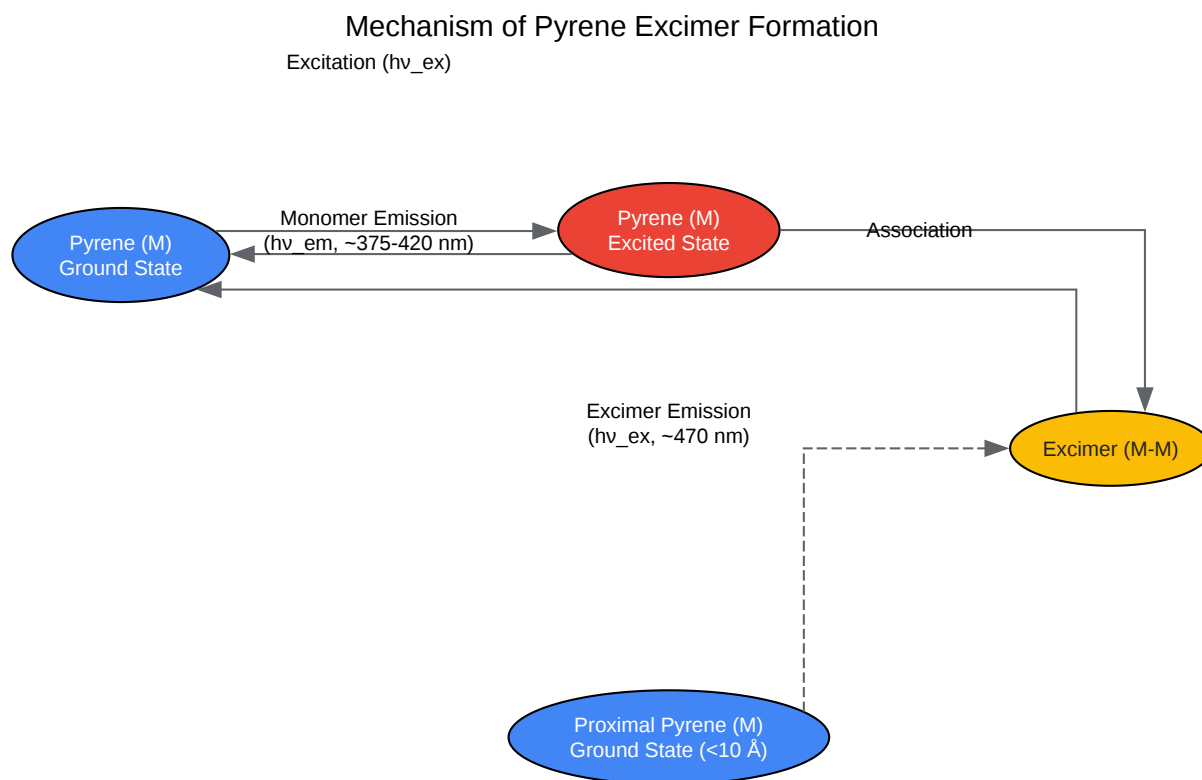 Mechanism of Pyrene Excimer Formation
Excitation (hν_ex)
Pyrene (M)
Ground State
Monomer Emission
(hν_em, ~375-420 nm)
Pyrene (M)
Excited State
Association
Excimer Emission
(hν_ex, ~470 nm)
Excimer (M-M)
Proximal Pyrene (M)
Ground State (<10 Å)